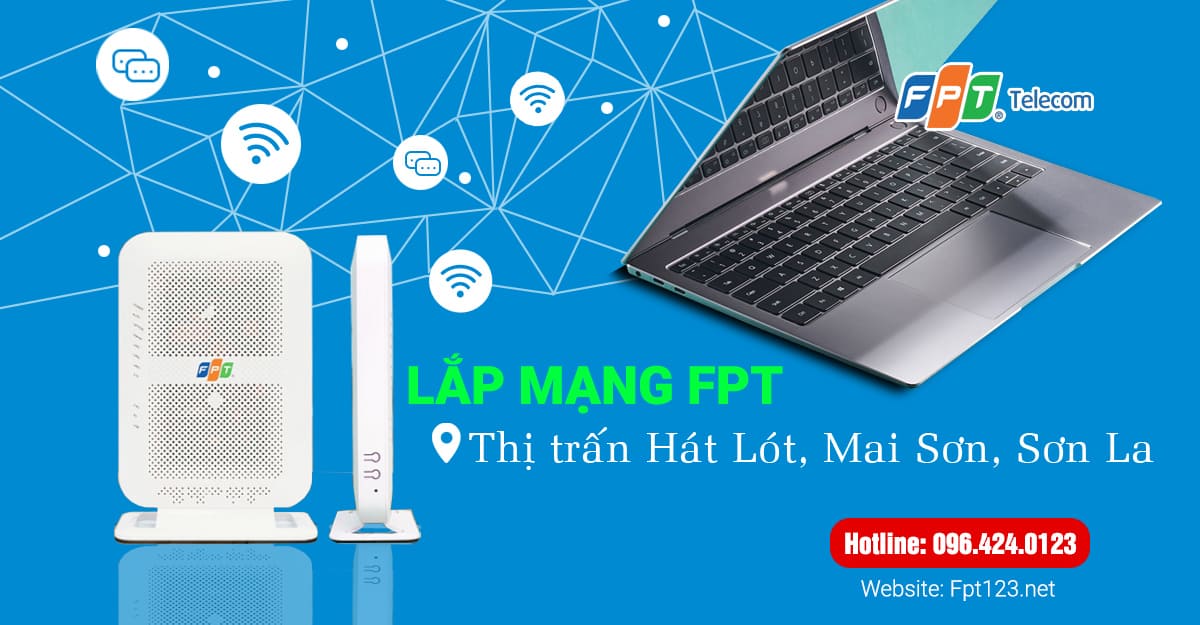 FPT® Telecom
FPT
LẮP MẠNG FPT
Thị trấn Hát Lót, Mai Sơn, Sơn La
Hotline: 096.424.0123
Website: Fpt123.net